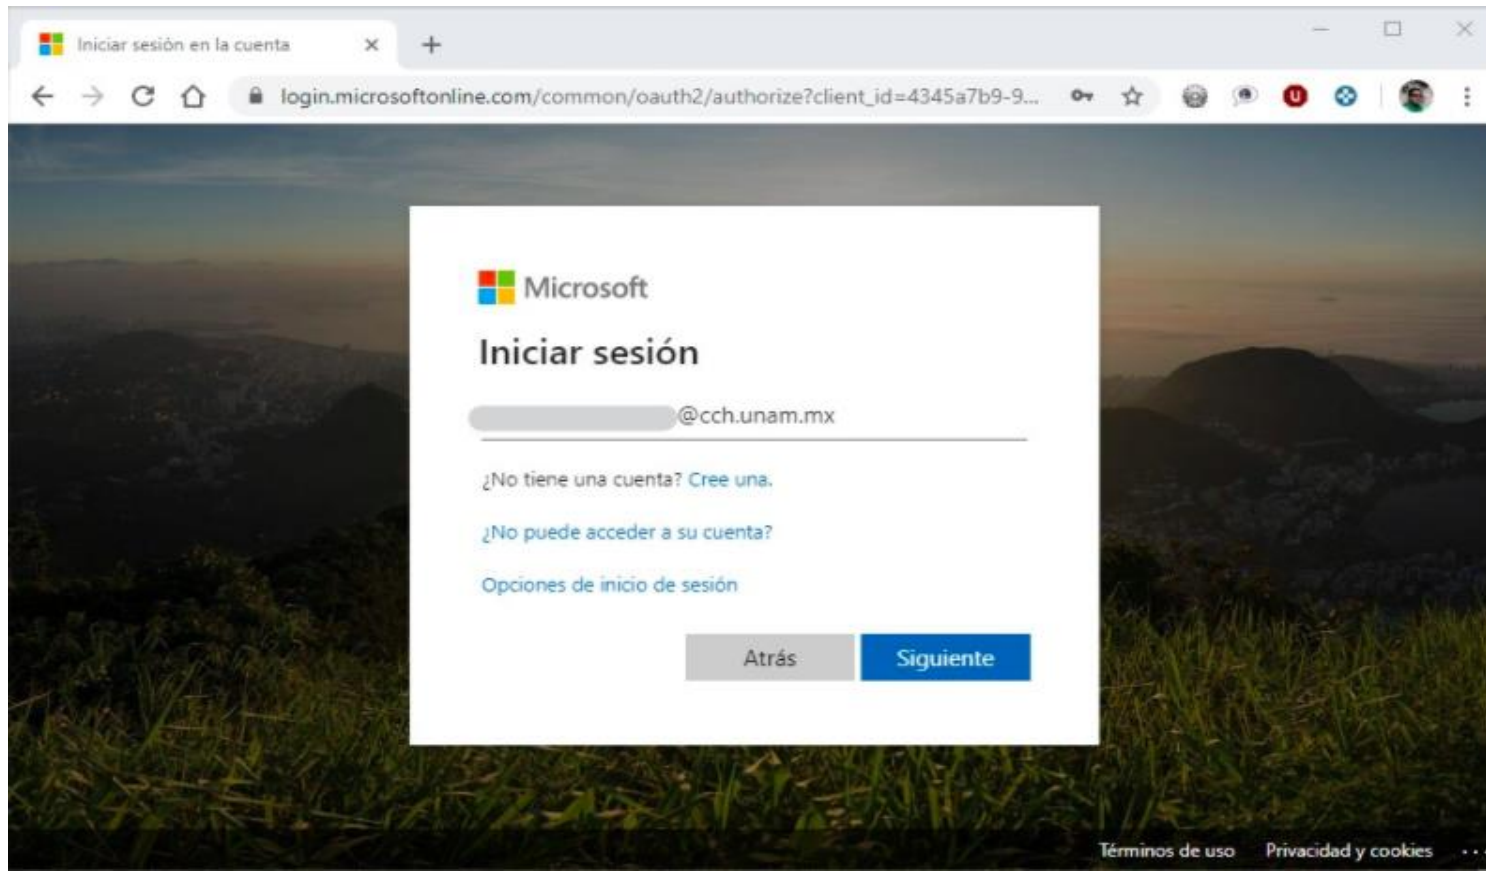 Iniciar sesión en la cuenta
login.microsoftonline.com/common/oauth2/authorize?client_id=4345a7b9-9...
Microsoft
Iniciar sesión
@cch.unam.mx
¿No tiene una cuenta? Cree una.
¿No puede acceder a su cuenta?
Opciones de inicio de sesión
Atrás Siguiente
Términos de uso Privacidad y cookies ...